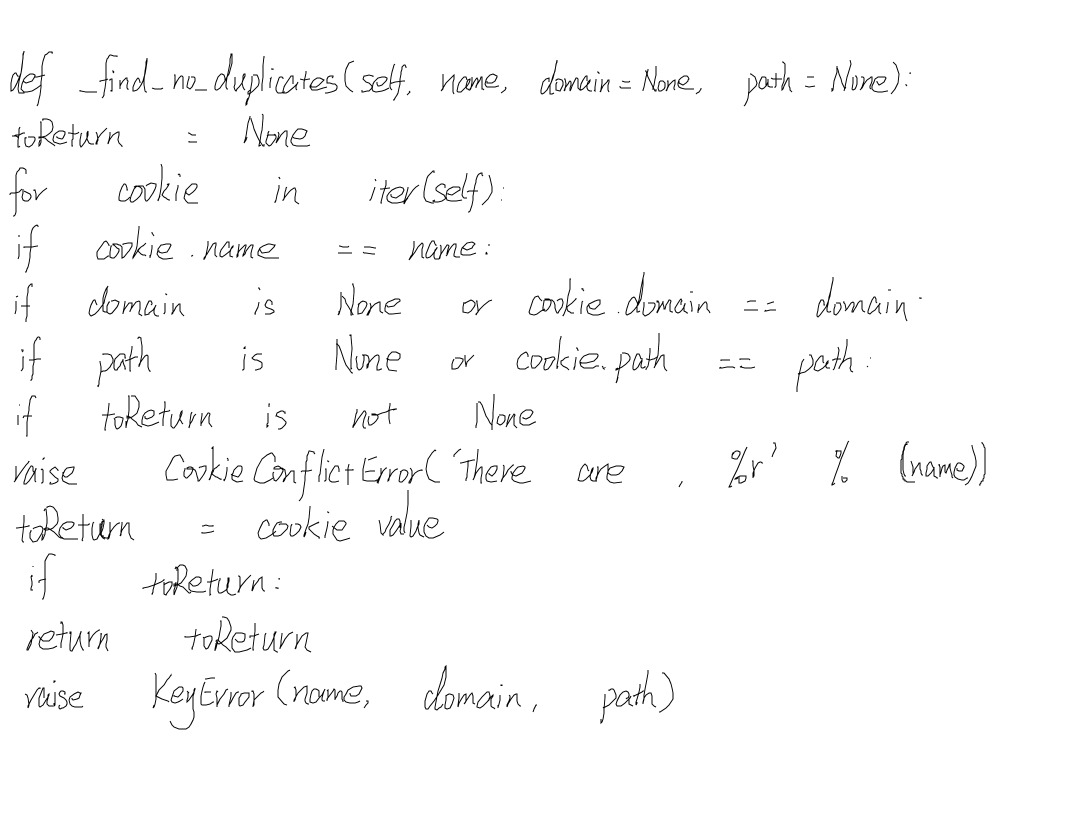 def _find_no_duplicates(self, name, domain=None, path=None):
toReturn = None
for cookie in iter(self):
if cookie.name == name:
if domain is None or cookie.domain == domain:
if path is None or cookie.path == path:
if toReturn is not None
raise CookieConflictError('There are , %r' % (name))
toReturn = cookie value
if toReturn:
return toReturn
raise KeyError(name, domain, path)